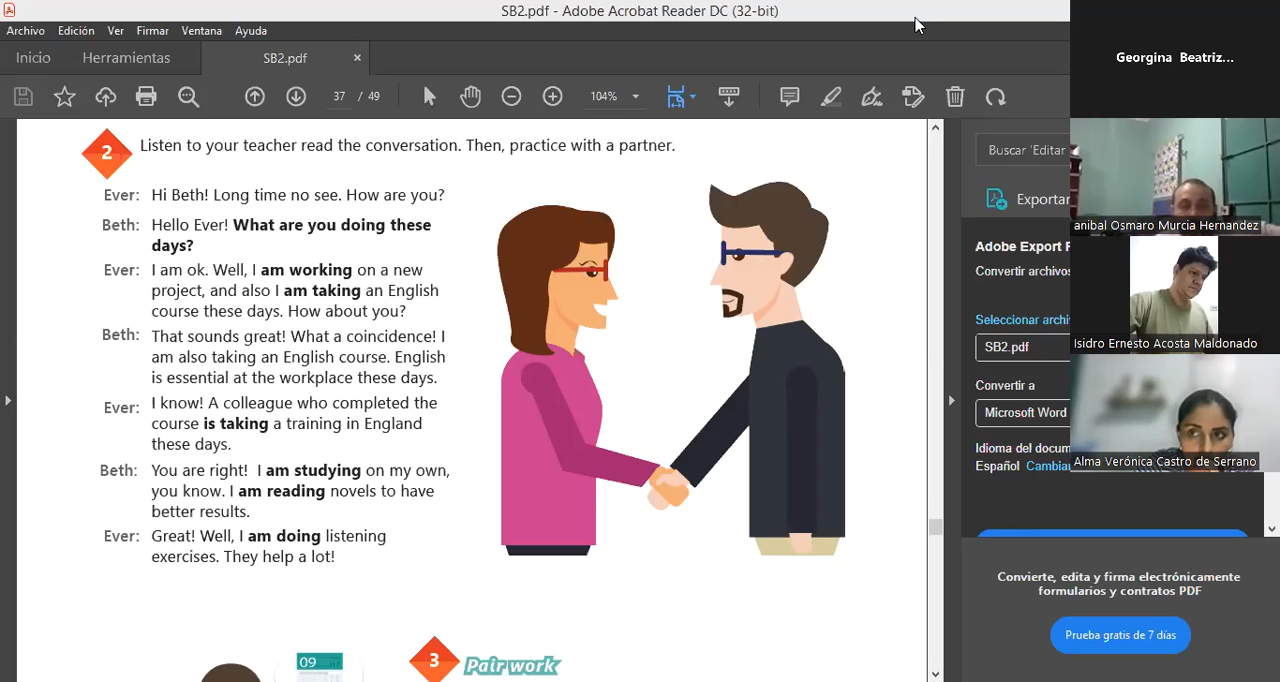 SB2.pdf - Adobe Acrobat Reader DC (32-bit)
Archivo Edición Ver Firmar Ventana Ayuda
Inicio Herramientas SB2.pdf ×
37 / 49 104%
2 Listen to your teacher read the conversation. Then, practice with a partner.
Ever: Hi Beth! Long time no see. How are you?
Beth: Hello Ever! What are you doing these
days?
Ever: I am ok. Well, I am working on a new
project, and also I am taking an English
course these days. How about you?
Beth: That sounds great! What a coincidence! I
am also taking an English course. English
is essential at the workplace these days.
Ever: I know! A colleague who completed the
course is taking a training in England
these days.
Beth: You are right! I am studying on my own,
you know. I am reading novels to have
better results.
Ever: Great! Well, I am doing listening
exercises. They help a lot!
09
3 Pair work
Buscar 'Editar
Exportar
Adobe Export
Convertir archivos
Seleccionar archi
SB2.pdf
Convertir a
Microsoft Word
Idioma del docum
Español Cambiar
Convierte, edita y firma electrónicamente
formularios y contratos PDF
Prueba gratis de 7 días
Georgina Beatriz...
anibal Osmaro Murcia Hernandez
Isidro Ernesto Acosta Maldonado
Alma Verónica Castro de Serrano